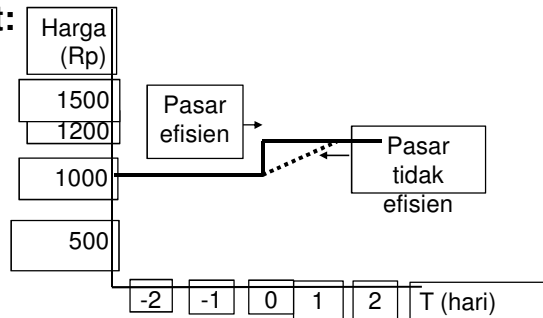 t:
Harga
(Rp)
1500
1200
1000
500
Pasar
efisien
Pasar
tidak
efisien
-2 -1 0 1 2 T (hari)